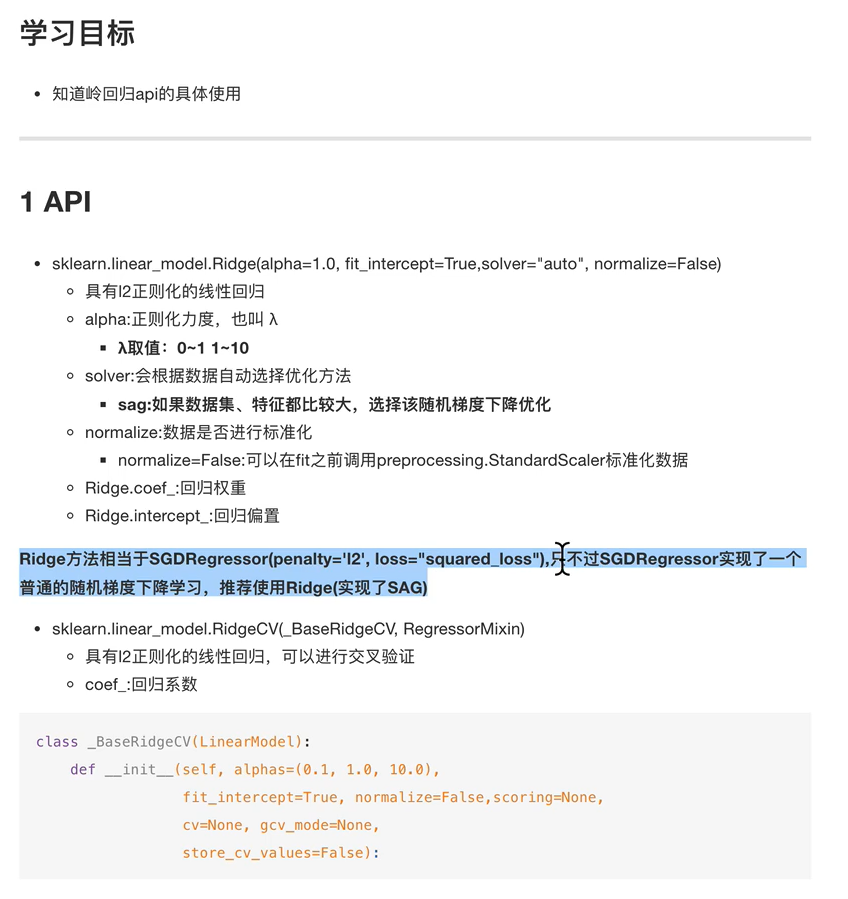 学习目标
知道岭回归api的具体使用
1 API
sklearn.linear_model.Ridge(alpha=1.0, fit_intercept=True,solver="auto", normalize=False)
具有l2正则化的线性回归
alpha:正则化力度，也叫 λ
λ取值：0~1 1~10
solver:会根据数据自动选择优化方法
sag:如果数据集、特征都比较大，选择该随机梯度下降优化
normalize:数据是否进行标准化
normalize=False:可以在fit之前调用preprocessing.StandardScaler标准化数据
Ridge.coef_:回归权重
Ridge.intercept_:回归偏置
Ridge方法相当于SGDRegressor(penalty='l2', loss="squared_loss"),只不过SGDRegressor实现了一个
普通的随机梯度下降学习，推荐使用Ridge(实现了SAG)
sklearn.linear_model.RidgeCV(_BaseRidgeCV, RegressorMixin)
具有l2正则化的线性回归，可以进行交叉验证
coef_:回归系数
class _BaseRidgeCV(LinearModel):
def __init__(self, alphas=(0.1, 1.0, 10.0),
fit_intercept=True, normalize=False,scoring=None,
cv=None, gcv_mode=None,
store_cv_values=False):